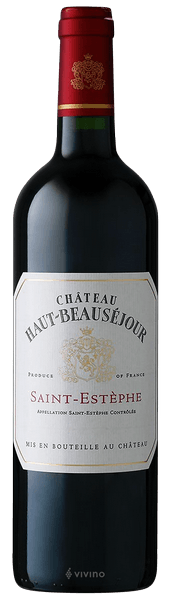 CHÂTEAU
HAUT-BEAUSÉJOUR
PRODUCE OF FRANCE
SAINT-ESTÈPHE
APPELLATION SAINT-ESTÈPHE CONTRÔLÉE
MIS EN BOUTEILLE AU CHÂTEAU
vivino